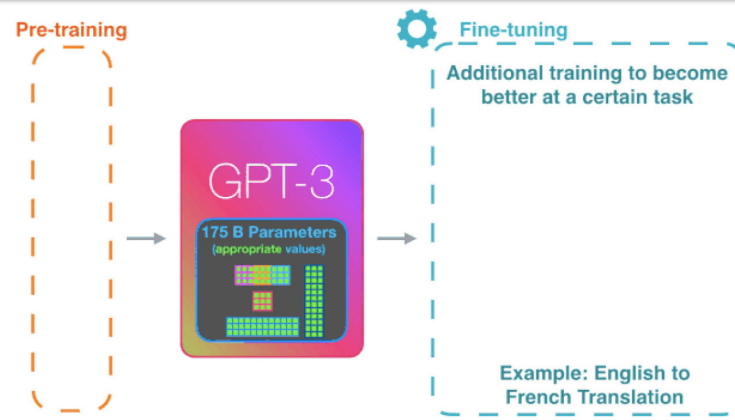 Pre-training
Fine-tuning
Additional training to become
better at a certain task
GPT-3
175 B Parameters
(appropriate values)
Example: English to
French Translation